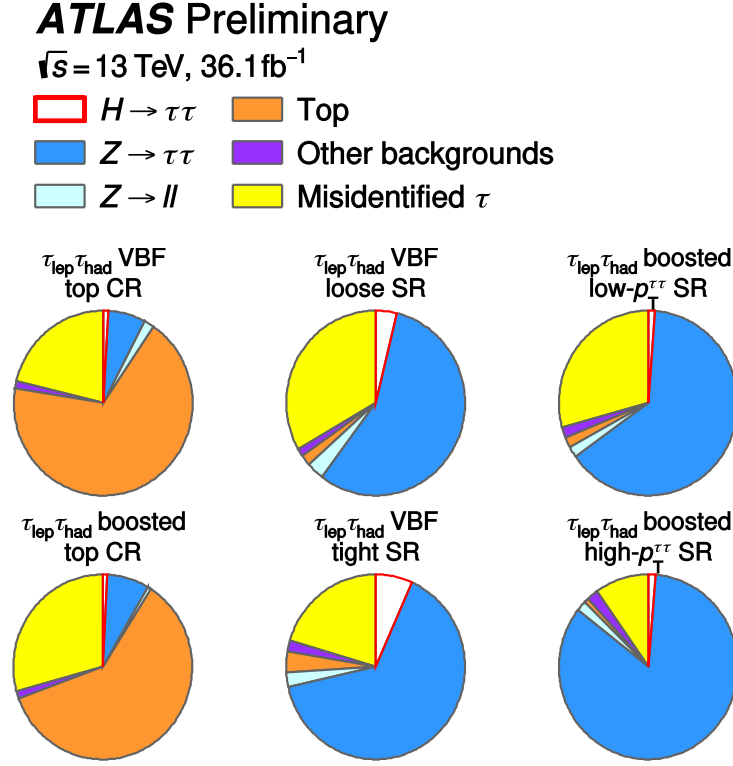 ATLAS Preliminary
√s = 13 TeV, 36.1 fb⁻¹
H → ττ
Top
Z → ττ
Other backgrounds
Z → ll
Misidentified τ
τlepτhad VBF
top CR
τlepτhad VBF
loose SR
τlepτhad boosted
low-pTττ SR
τlepτhad boosted
top CR
τlepτhad VBF
tight SR
τlepτhad boosted
high-pTττ SR